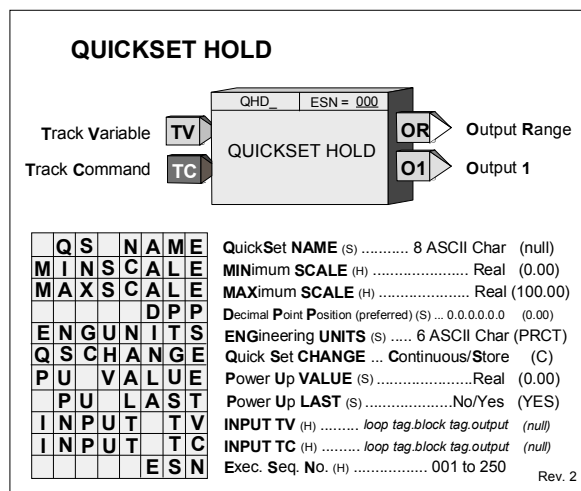 QUICKSET HOLD
QHD_ ESN = 000
Track Variable TV
Track Command TC
QUICKSET HOLD
OR Output Range
O1 Output 1
QS NAME QuickSet NAME (S) ........... 8 ASCII Char (null)
MINSCALE MINimum SCALE (H) ...................... Real (0.00)
MAXSCALE MAXimum SCALE (H) .................... Real (100.00)
DPP Decimal Point Position (preferred) (S) ... 0.0.0.0.0.0 (0.00)
ENGUNITS ENGineering UNITS (S) ..... 6 ASCII Char (PRCT)
QSCHANGE Quick Set CHANGE ... Continuous/Store (C)
PU VALUE Power Up VALUE (S) .......................Real (0.00)
PU LAST Power Up LAST (S) ......................No/Yes (YES)
INPUT TV INPUT TV (H) ......... loop tag.block tag.output (null)
INPUT TC INPUT TC (H) ......... loop tag.block tag.output (null)
ESN Exec. Seq. No. (H) ................. 001 to 250
Rev. 2